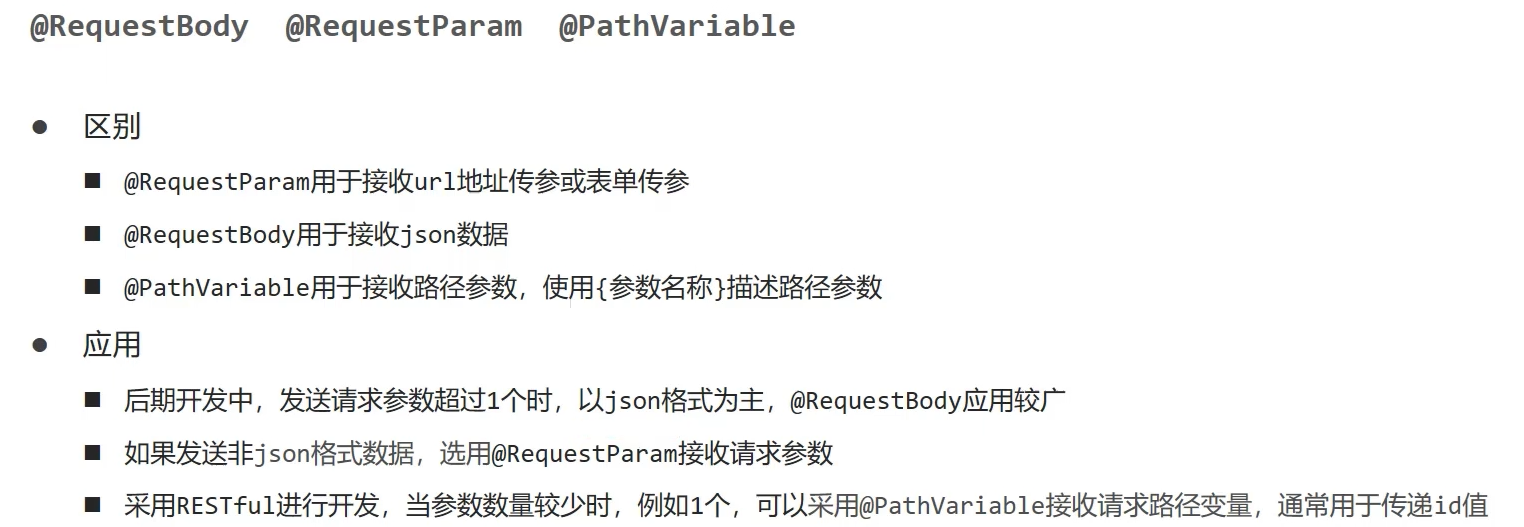 @RequestBody @RequestParam @PathVariable
区别
@RequestParam用于接收url地址传参或表单传参
@RequestBody用于接收json数据
@PathVariable用于接收路径参数，使用{参数名称}描述路径参数
应用
后期开发中，发送请求参数超过1个时，以json格式为主，@RequestBody应用较广
如果发送非json格式数据，选用@RequestParam接收请求参数
采用RESTful进行开发，当参数数量较少时，例如1个，可以采用@PathVariable接收请求路径变量，通常用于传递id值